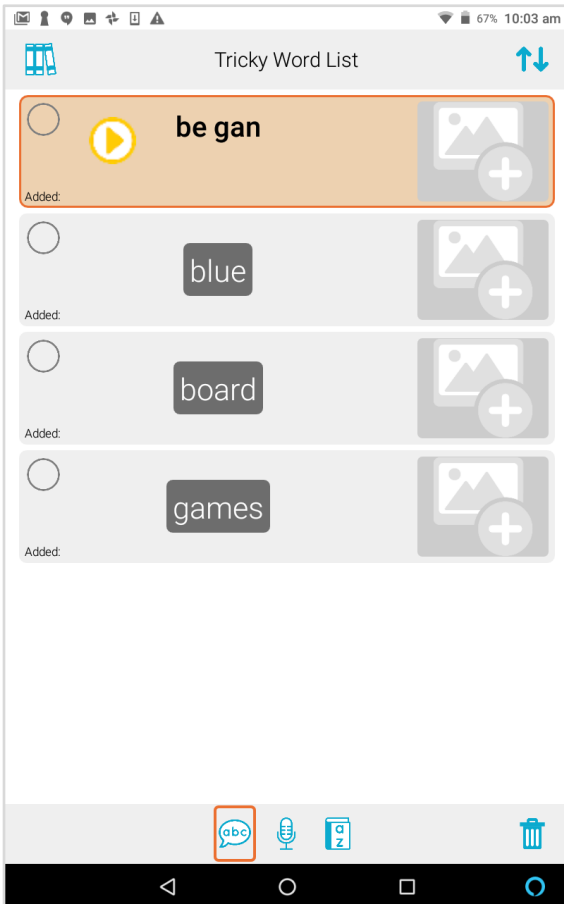 67% 10:03 am
Tricky Word List
be gan
Added:
blue
Added:
board
Added:
games
Added:
abc
a
z